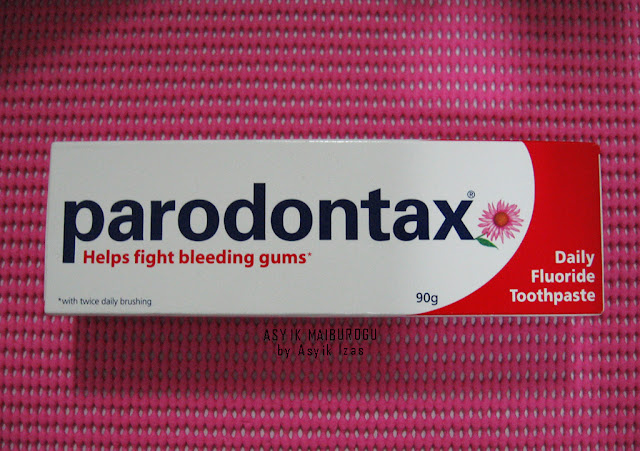 parodontax®
Helps fight bleeding gums*
Daily
Fluoride
Toothpaste
*with twice daily brushing
90g
ASYIK MAIBUROGU
by Asyik Izas